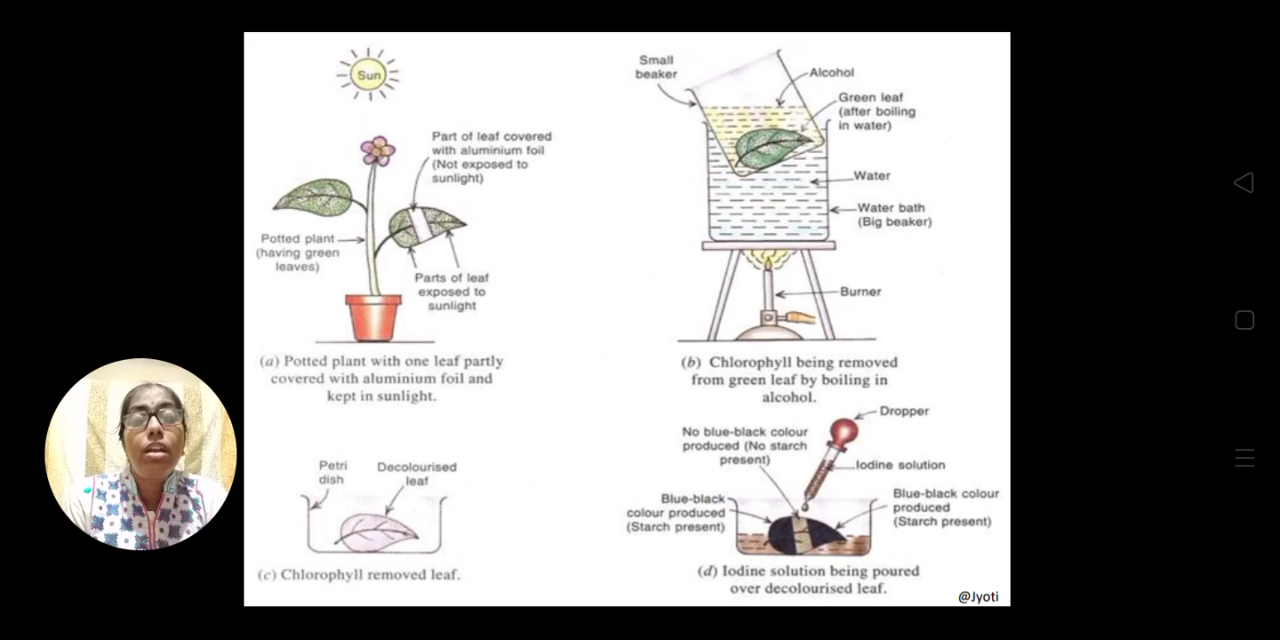 Sun
Part of leaf covered
with aluminium foil
(Not exposed to
sunlight)
Potted plant
(having green
leaves)
Parts of leaf
exposed to
sunlight
(a) Potted plant with one leaf partly
covered with aluminium foil and
kept in sunlight.
Small
beaker
Alcohol
Green leaf
(after boiling
in water)
Water
Water bath
(Big beaker)
Burner
(b) Chlorophyll being removed
from green leaf by boiling in
alcohol.
Petri
dish
Decolourised
leaf
(c) Chlorophyll removed leaf.
Dropper
No blue-black colour
produced (No starch
present)
Iodine solution
Blue-black
colour produced
(Starch present)
Blue-black colour
produced
(Starch present)
(d) Iodine solution being poured
over decolourised leaf.
@Jyoti